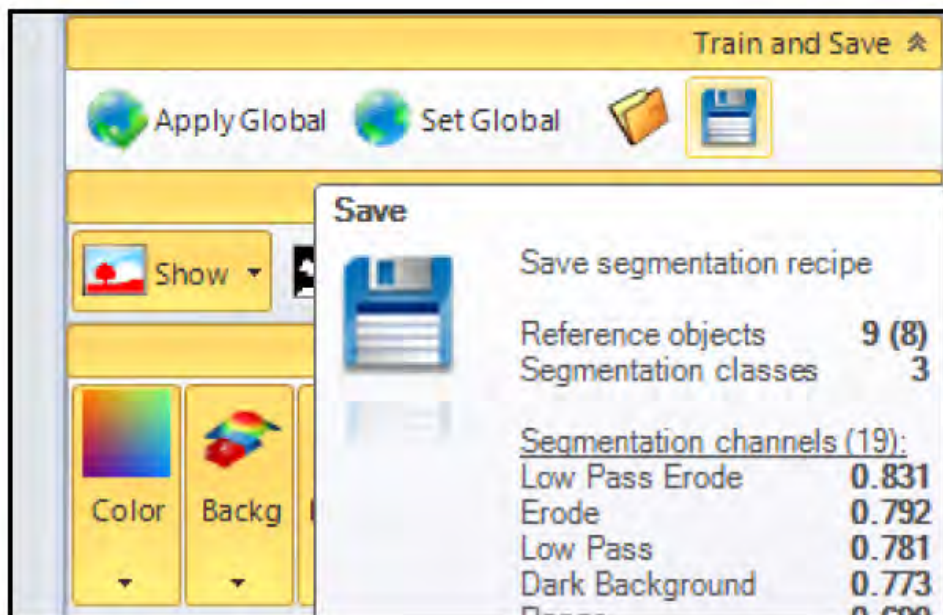 Train and Save
Apply Global Set Global
Save
Save segmentation recipe
Show
Reference objects 9 (8)
Segmentation classes 3
Segmentation channels (19):
Low Pass Erode 0.831
Color Backg
Erode 0.792
Low Pass 0.781
Dark Background 0.773